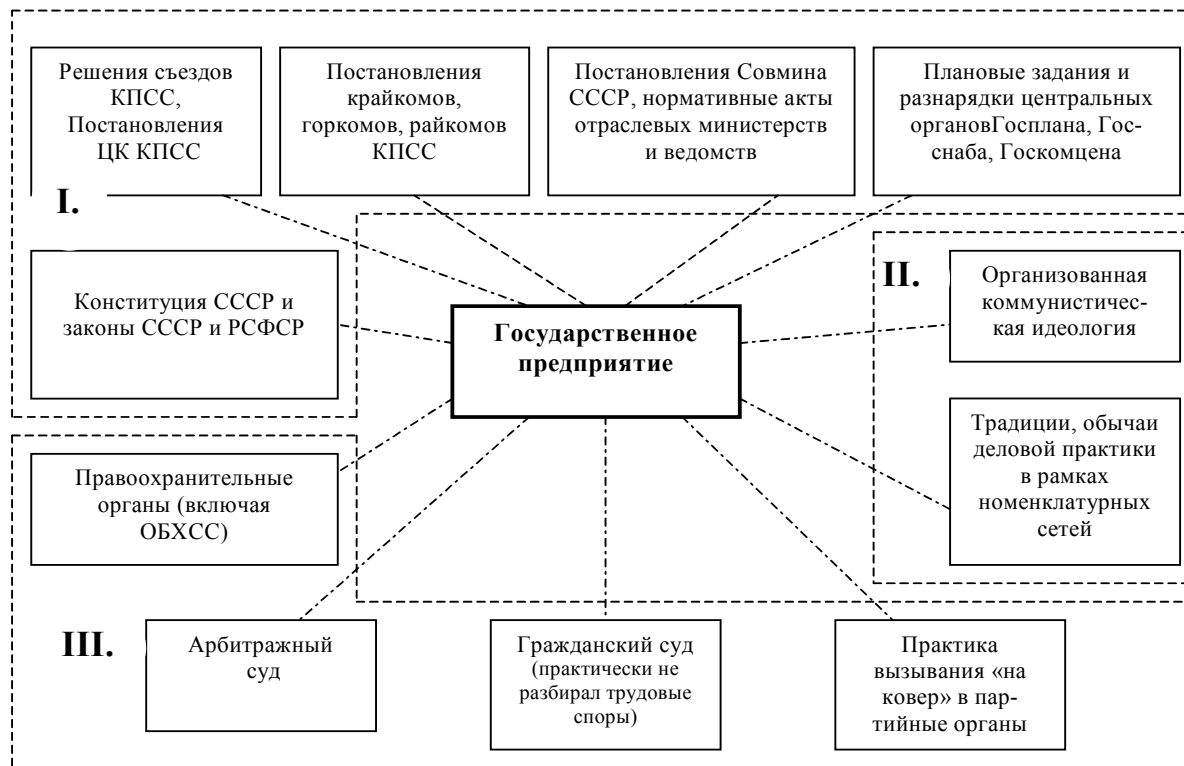 Решения съездов
КПСС,
Постановления
ЦК КПСС
Постановления
крайкомов,
горкомов, райкомов
КПСС
Постановления Совмина
СССР, нормативные акты
отраслевых министерств
и ведомств
Плановые задания и
разнарядки центральных
органовГосплана, Гос-
снаба, Госкомцена
I.
Конституция СССР и
законы СССР и РСФСР
Государственное
предприятие
II.
Организованная
коммунистичес-
кая идеология
Традиции, обычаи
деловой практики
в рамках
номенклатурных
сетей
Правоохранительные
органы (включая
ОБХСС)
III.
Арбитражный
суд
Гражданский суд
(практически не
разбирал трудовые
споры)
Практика
вызывания «на
ковер» в пар-
тийные органы